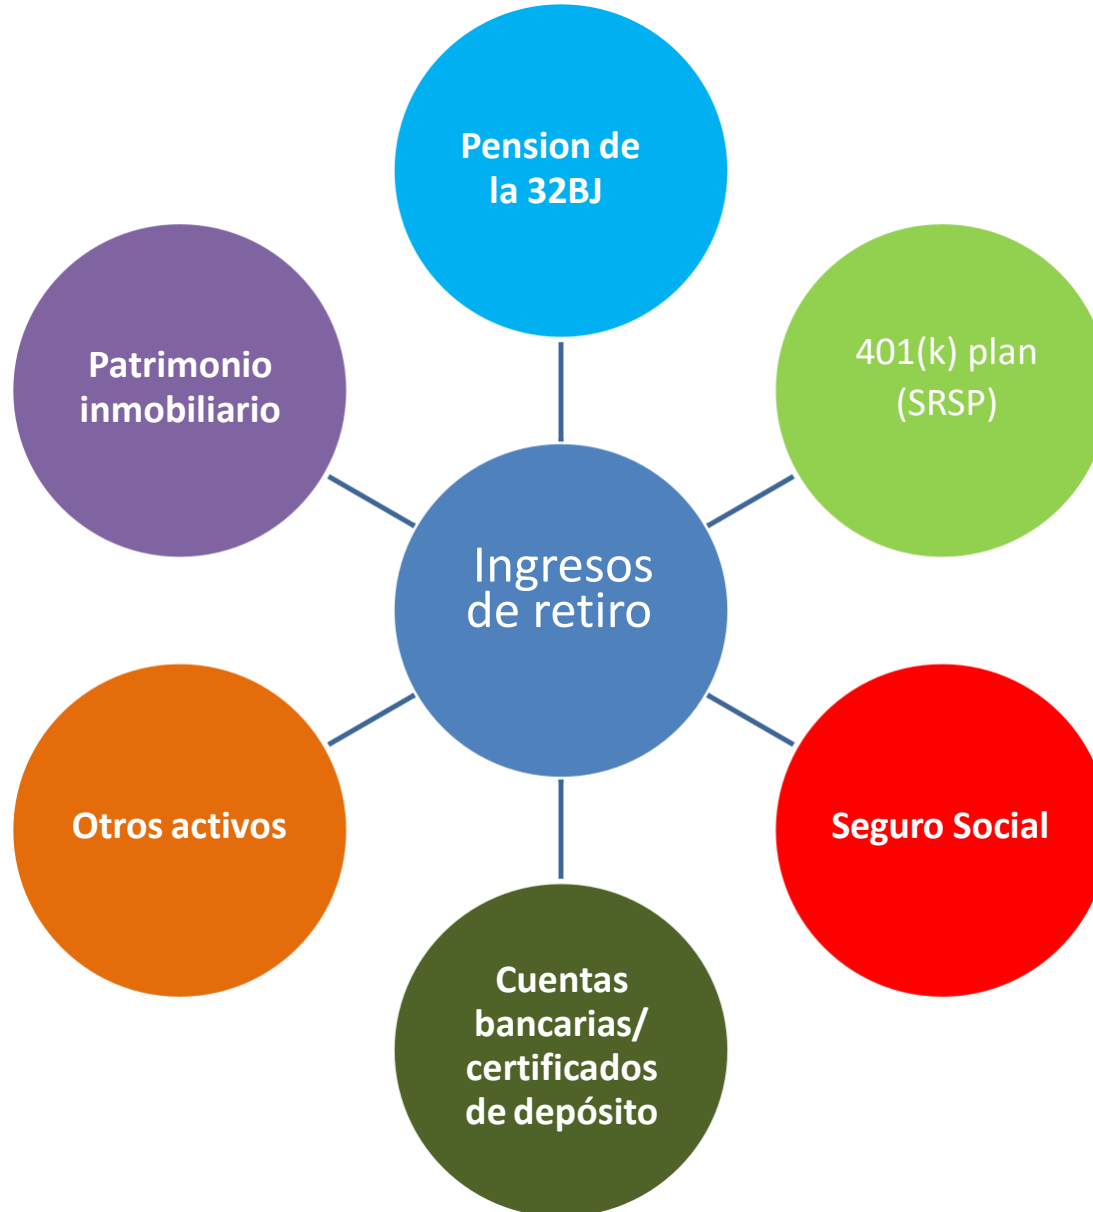 Pension de
la 32BJ
401(k) plan
(SRSP)
Patrimonio
inmobiliario
Ingresos
de retiro
Otros activos
Seguro Social
Cuentas
bancarias/
certificados
de depósito